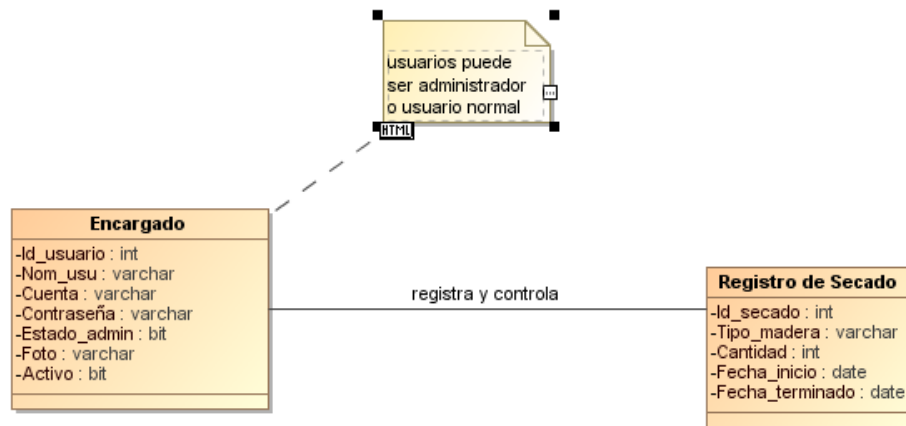 usuarios puede
ser administrador
o usuario normal
HTML
Encargado
-Id_usuario : int
-Nom_usu : varchar
-Cuenta : varchar
-Contraseña : varchar
-Estado_admin : bit
-Foto : varchar
-Activo : bit
registra y controla
Registro de Secado
-Id_secado : int
-Tipo_madera : varchar
-Cantidad : int
-Fecha_inicio : date
-Fecha_terminado : date